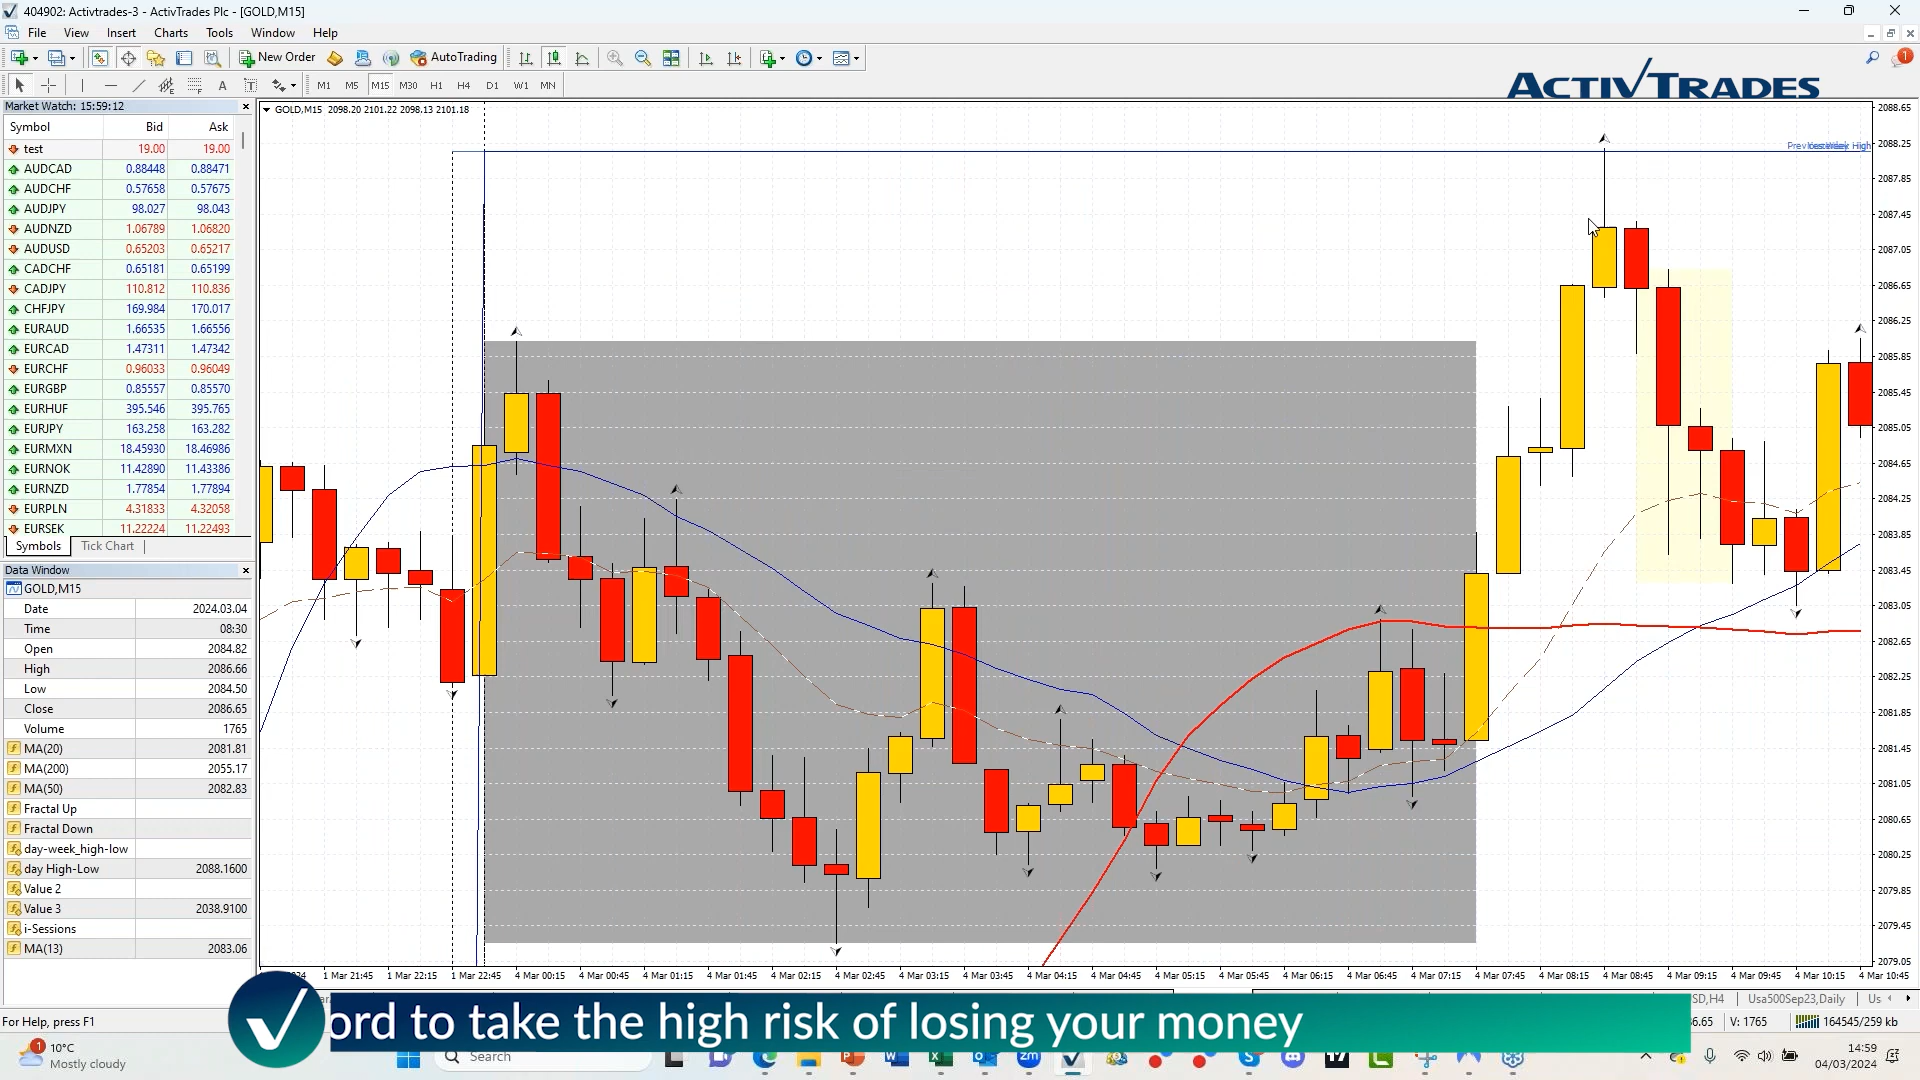 404902: Activtrades-3 - ActivTrades Plc - [GOLD,M15]
File View Insert Charts Tools Window Help
New Order AutoTrading
M1 M5 M15 M30 H1 H4 D1 W1 MN
ACTIVTRADES
Market Watch: 15:59:12
Symbol Bid Ask
test 19.00 19.00
AUDCAD 0.88448 0.88471
AUDCHF 0.57658 0.57675
AUDJPY 98.027 98.043
AUDNZD 1.06789 1.06820
AUDUSD 0.65203 0.65217
CADCHF 0.65181 0.65199
CADJPY 110.812 110.836
CHFJPY 169.984 170.017
EURAUD 1.66535 1.66556
EURCAD 1.47311 1.47342
EURCHF 0.96033 0.96049
EURGBP 0.85557 0.85570
EURHUF 395.546 395.765
EURJPY 163.258 163.282
EURMXN 18.45930 18.46986
EURNOK 11.42890 11.43386
EURNZD 1.77854 1.77894
EURPLN 4.31833 4.32058
EURSEK 11.22224 11.22493
Symbols Tick Chart
Data Window
GOLD,M15
Date 2024.03.04
Time 08:30
Open 2084.82
High 2086.66
Low 2084.50
Close 2086.65
Volume 1765
MA(20) 2081.81
MA(200) 2055.17
MA(50) 2082.83
Fractal Up
Fractal Down
day-week_high-low
day High-Low 2088.1600
Value 2
Value 3 2038.9100
i-Sessions
MA(13) 2083.06
GOLD,M15 2098.20 2101.22 2098.13 2101.18
2088.65
2088.25
2087.85
2087.45
2087.05
2086.65
2086.25
2085.85
2085.45
2085.05
2084.65
2084.25
2083.85
2083.45
2083.05
2082.65
2082.25
2081.85
2081.45
2081.05
2080.65
2080.25
2079.85
2079.45
2079.05
2024 1 Mar 21:45 1 Mar 22:15 1 Mar 22:45 4 Mar 00:15 4 Mar 00:45 4 Mar 01:15 4 Mar 01:45 4 Mar 02:15 4 Mar 02:45 4 Mar 03:15 4 Mar 03:45 4 Mar 04:15 4 Mar 04:45 4 Mar 05:15 4 Mar 05:45 4 Mar 06:15 4 Mar 06:45 4 Mar 07:15 4 Mar 07:45 4 Mar 08:15 4 Mar 08:45 4 Mar 09:15 4 Mar 09:45 4 Mar 10:15 4 Mar 10:45
SD,H4 Usa500Sep23,Daily Us
ord to take the high risk of losing your money
For Help, press F1
V: 1765 164545/259 kb
10°C
Mostly cloudy
Search
14:59
04/03/2024